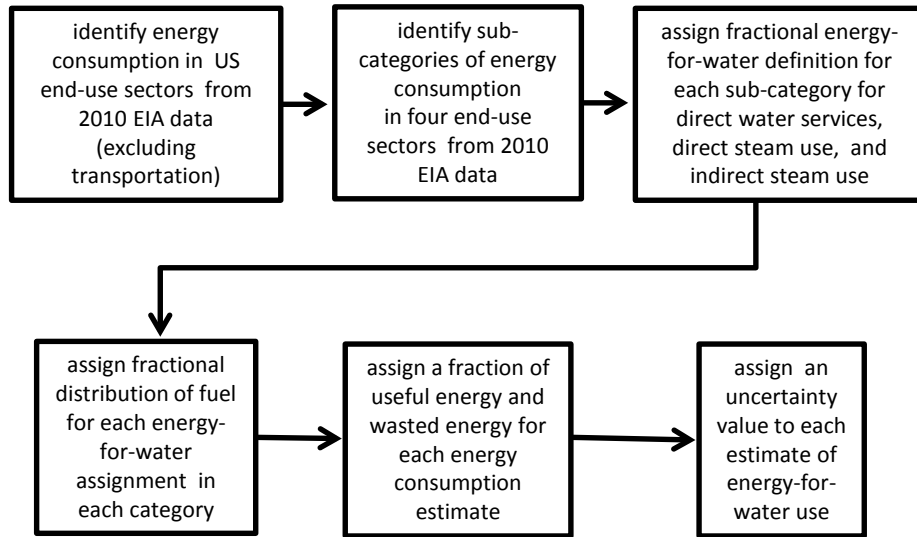 identify energy
consumption in US
end-use sectors from
2010 EIA data
(excluding
transportation)
identify sub-
categories of energy
consumption
in four end-use
sectors from 2010
EIA data
assign fractional energy-
for-water definition for
each sub-category for
direct water services,
direct steam use, and
indirect steam use
assign fractional
distribution of fuel
for each energy-
for-water
assignment in
each category
assign a fraction of
useful energy and
wasted energy for
each energy
consumption
estimate
assign an
uncertainty
value to each
estimate of
energy-for-
water use